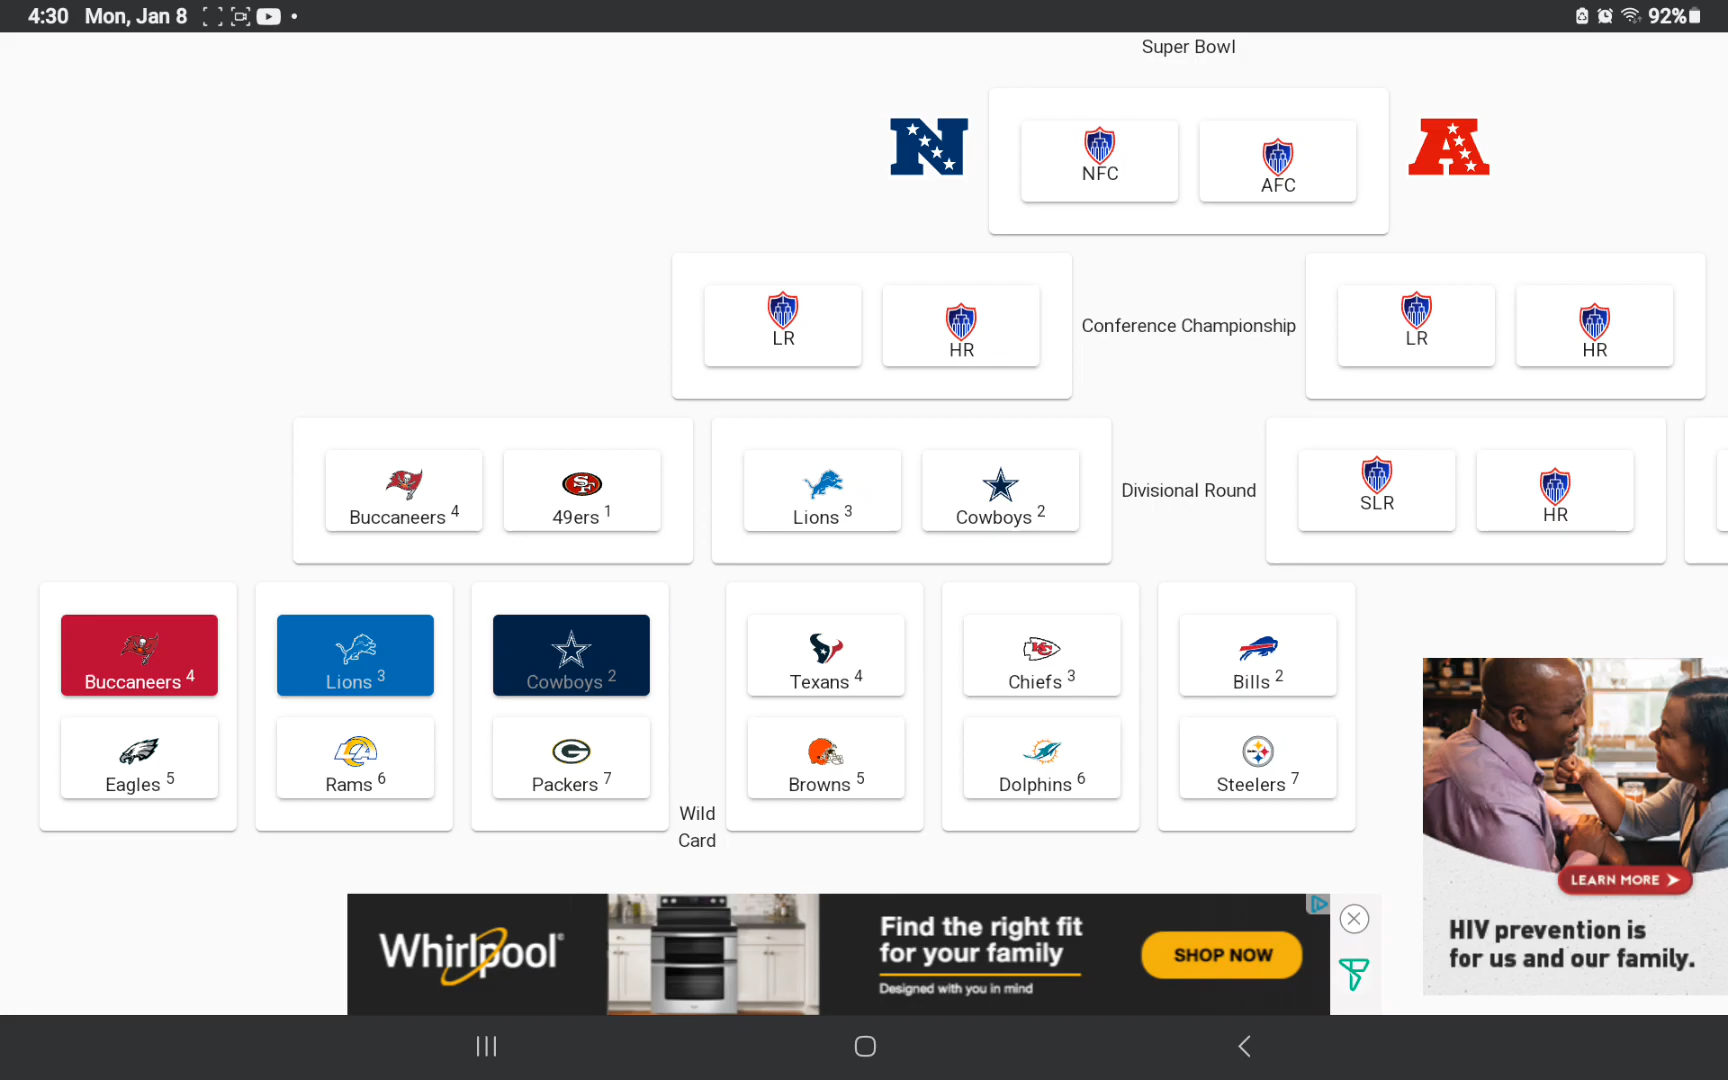 4:30 Mon, Jan 8 92%
Super Bowl
NFC AFC
LR HR Conference Championship LR HR
Buccaneers 4 49ers 1 Lions 3 Cowboys 2 Divisional Round SLR HR
Buccaneers 4 Lions 3 Cowboys 2 Texans 4 Chiefs 3 Bills 2
Eagles 5 Rams 6 Packers 7 Browns 5 Dolphins 6 Steelers 7
Wild
Card
LEARN MORE
HIV prevention is
for us and our family.
Whirlpool
Find the right fit
for your family
Designed with you in mind
SHOP NOW